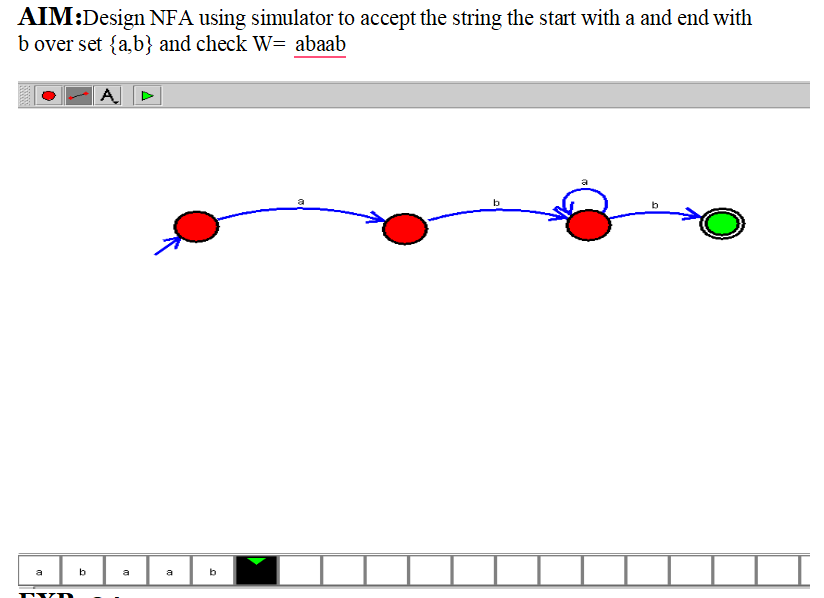 AIM:Design NFA using simulator to accept the string the start with a and end with
b over set {a,b} and check W= abaab
A
a
b
a
b
a b a a b